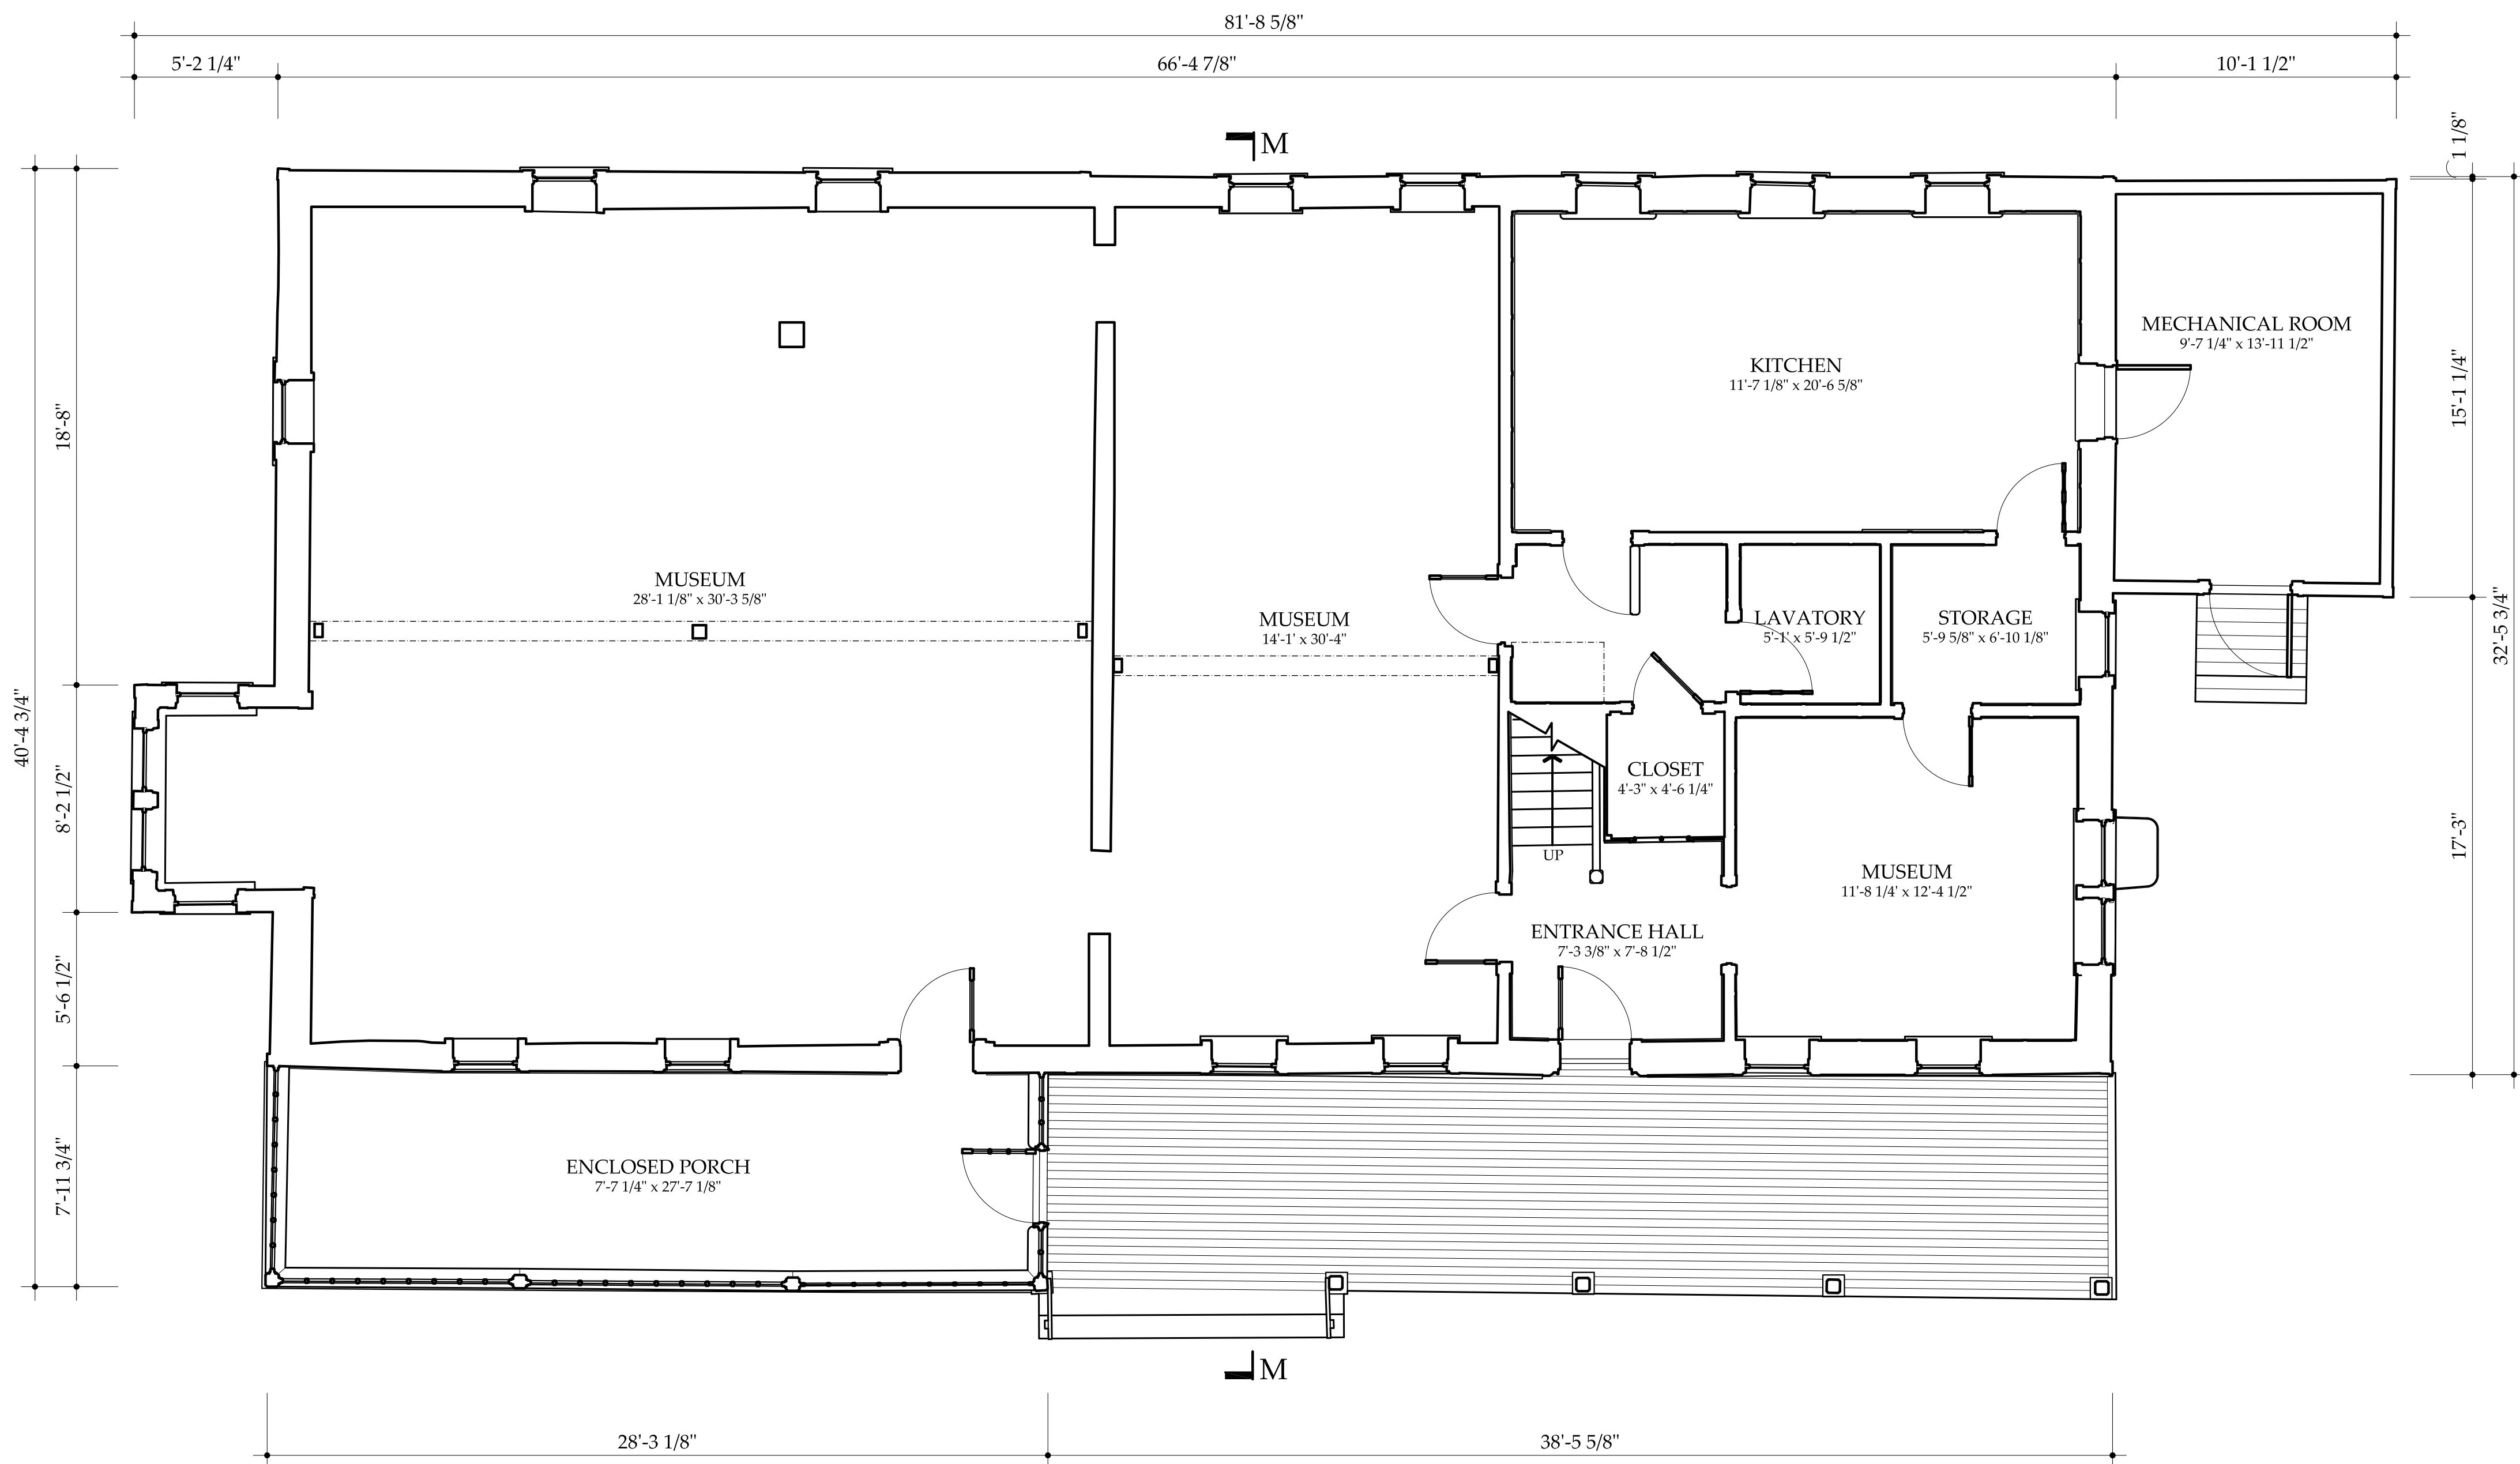 81'-8 5/8"
5'-2 1/4"
66'-4 7/8"
10'-1 1/2"
M
1 1/8"
MECHANICAL ROOM
9'-7 1/4" x 13'-11 1/2"
KITCHEN
11'-7 1/8" x 20'-6 5/8"
18'-8"
15'-1 1/4"
MUSEUM
28'-1 1/8" x 30'-3 5/8"
MUSEUM
14'-1' x 30'-4"
LAVATORY
5'-1' x 5'-9 1/2"
STORAGE
5'-9 5/8" x 6'-10 1/8"
32'-5 3/4"
40'-4 3/4"
8'-2 1/2"
CLOSET
4'-3" x 4'-6 1/4"
UP
17'-3"
MUSEUM
11'-8 1/4' x 12'-4 1/2"
ENTRANCE HALL
7'-3 3/8" x 7'-8 1/2"
5'-6 1/2"
7'-11 3/4"
ENCLOSED PORCH
7'-7 1/4" x 27'-7 1/8"
M
28'-3 1/8"
38'-5 5/8"